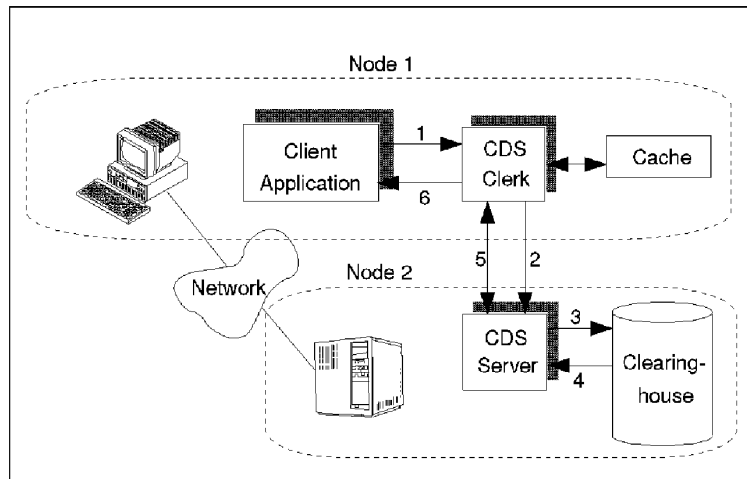 Node 1
Client
Application
1
6
CDS
Clerk
Cache
5
2
Network
Node 2
CDS
Server
3
4
Clearing-
house